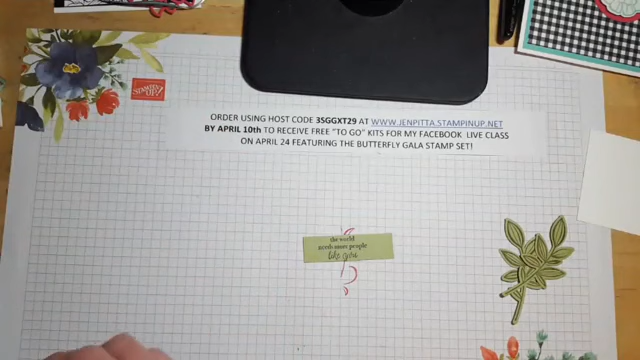 STAMPIN' UP!
ORDER USING HOST CODE 3SGGXT29 AT WWW.JENPITTA.STAMPINUP.NET
BY APRIL 10th TO RECEIVE FREE "TO GO" KITS FOR MY FACEBOOK LIVE CLASS
ON APRIL 24 FEATURING THE BUTTERFLY GALA STAMP SET!
the world
needs more people
like you